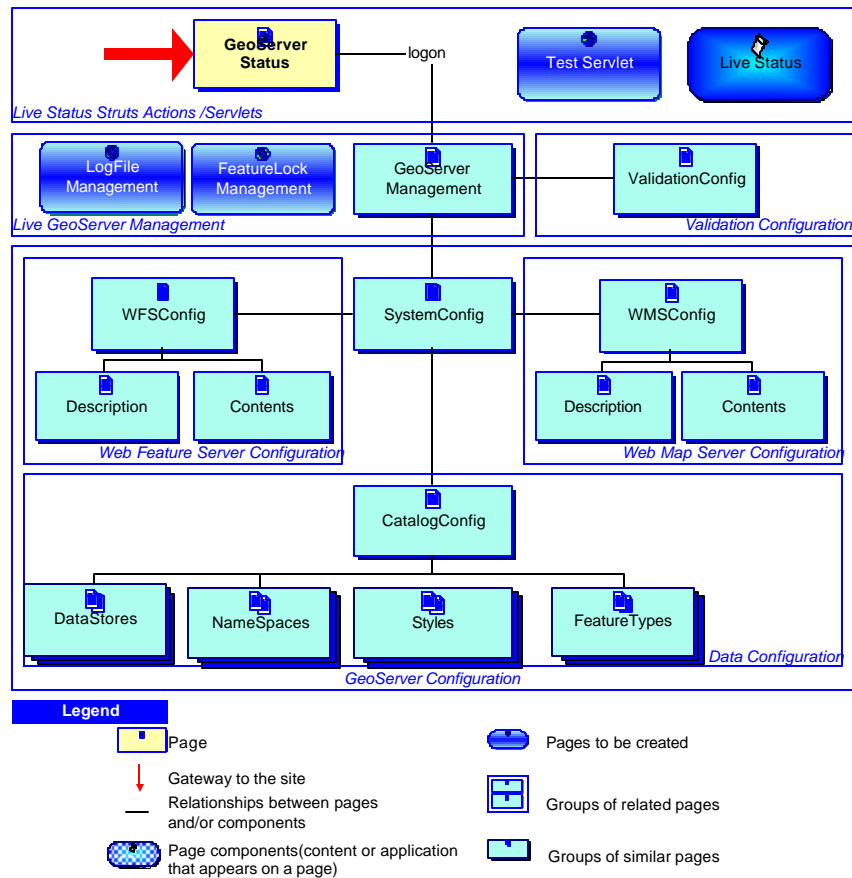 GeoServer
Status
logon
Test Servlet
Live Status
Live Status Struts Actions /Servlets
LogFile
Management
FeatureLock
Management
GeoServer
Management
ValidationConfig
Live GeoServer Management
Validation Configuration
WFSConfig
SystemConfig
WMSConfig
Description
Contents
Description
Contents
Web Feature Server Configuration
Web Map Server Configuration
CatalogConfig
DataStores
NameSpaces
Styles
FeatureTypes
Data Configuration
GeoServer Configuration
Legend
Page
Pages to be created
Gateway to the site
Relationships between pages
and/or components
Groups of related pages
Page components(content or application
that appears on a page)
Groups of similar pages